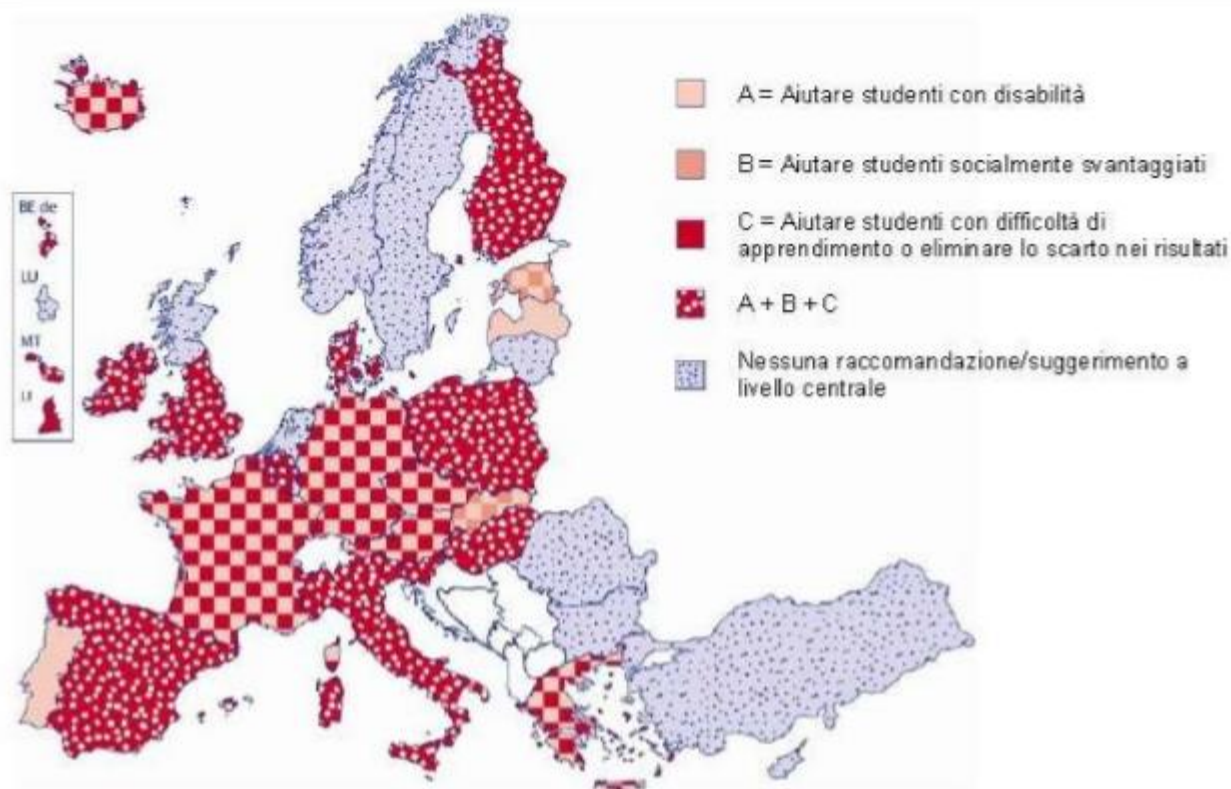 A = Aiutare studenti con disabilità
B = Aiutare studenti socialmente svantaggiati
C = Aiutare studenti con difficoltà di
apprendimento o eliminare lo scarto nei risultati
A + B + C
Nessuna raccomandazione/suggerimento a
livello centrale
BE de
LU
MT
LI